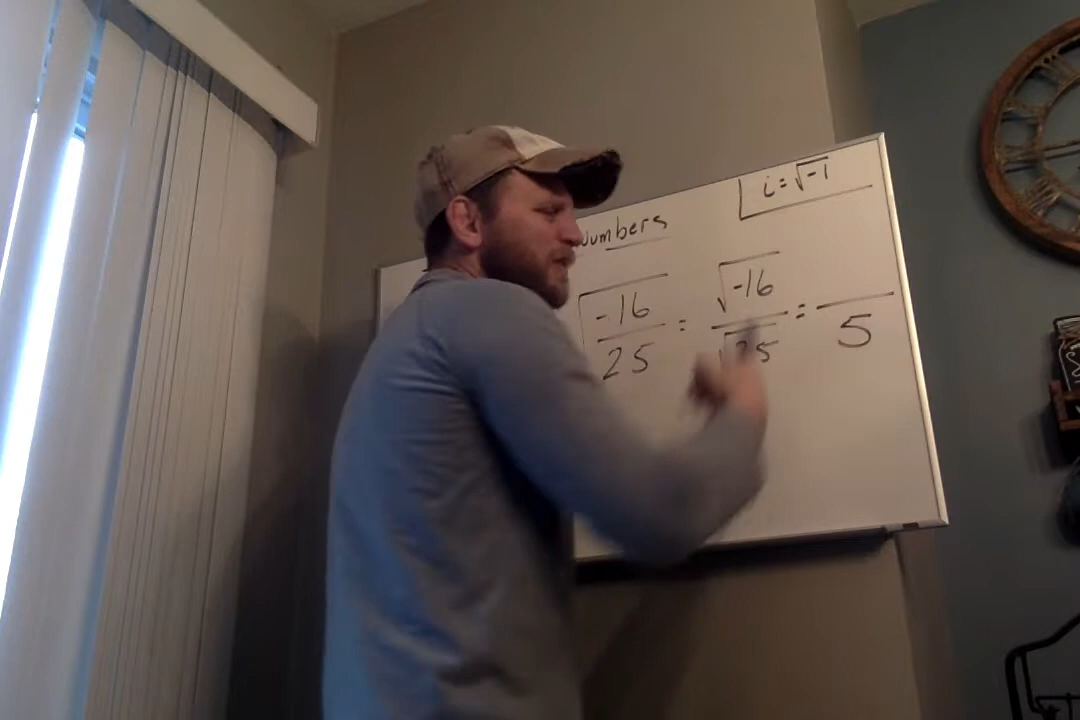 i = √-1
Numbers
√(-16/25) = √-16/√25 = /5